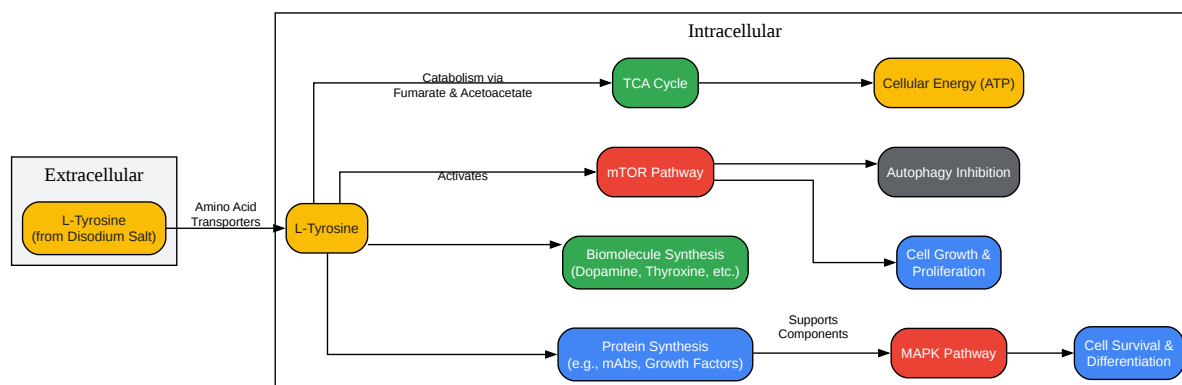 Intracellular
Catabolism via
Fumarate & Acetoacetate
TCA Cycle
Cellular Energy (ATP)
Extracellular
L-Tyrosine
(from Disodium Salt)
Amino Acid
Transporters
L-Tyrosine
Activates
mTOR Pathway
Autophagy Inhibition
Biomolecule Synthesis
(Dopamine, Thyroxine, etc.)
Cell Growth &
Proliferation
Protein Synthesis
(e.g., mAbs, Growth Factors)
Supports
Components
MAPK Pathway
Cell Survival &
Differentiation